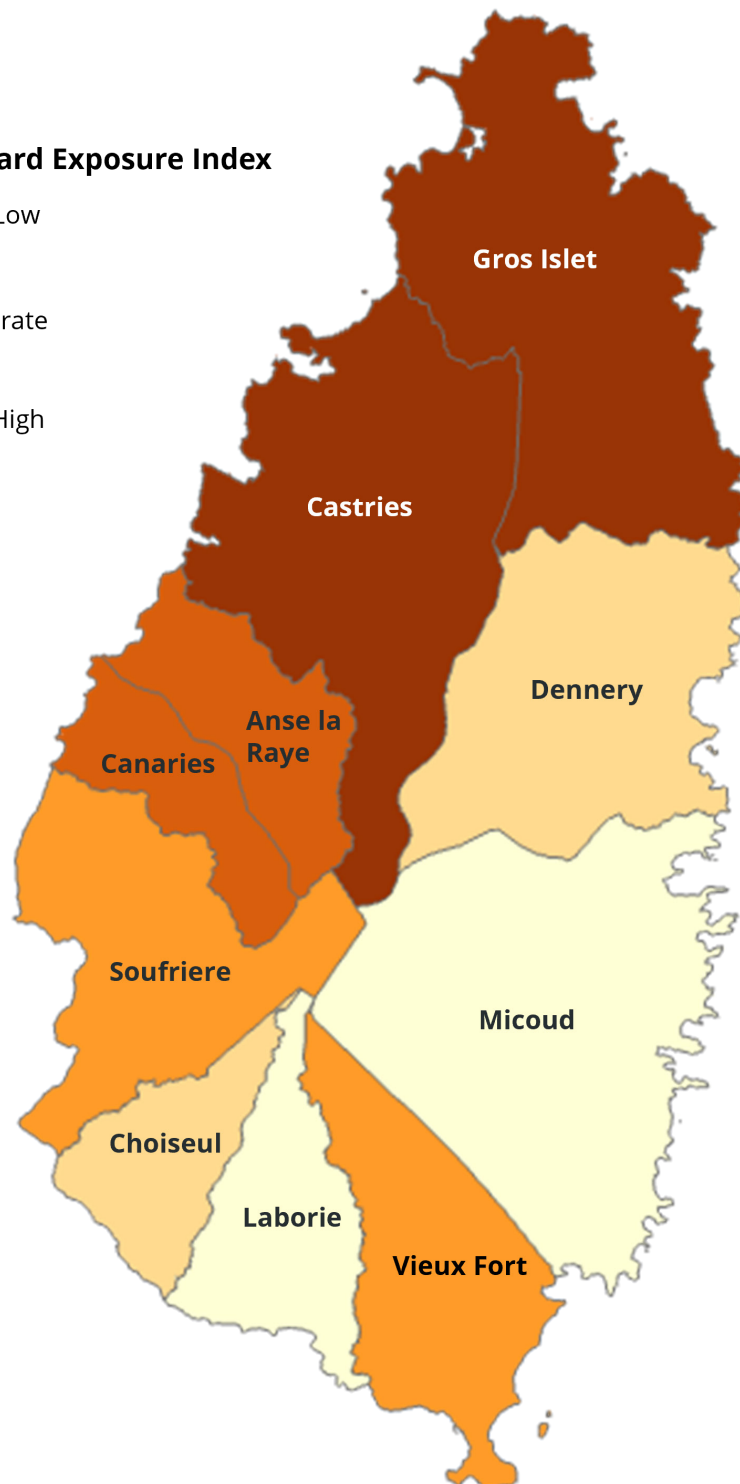 ard Exposure Index
Low
rate
High
Gros Islet
Castries
Dennery
Anse la
Raye
Canaries
Soufriere
Micoud
Choiseul
Laborie
Vieux Fort